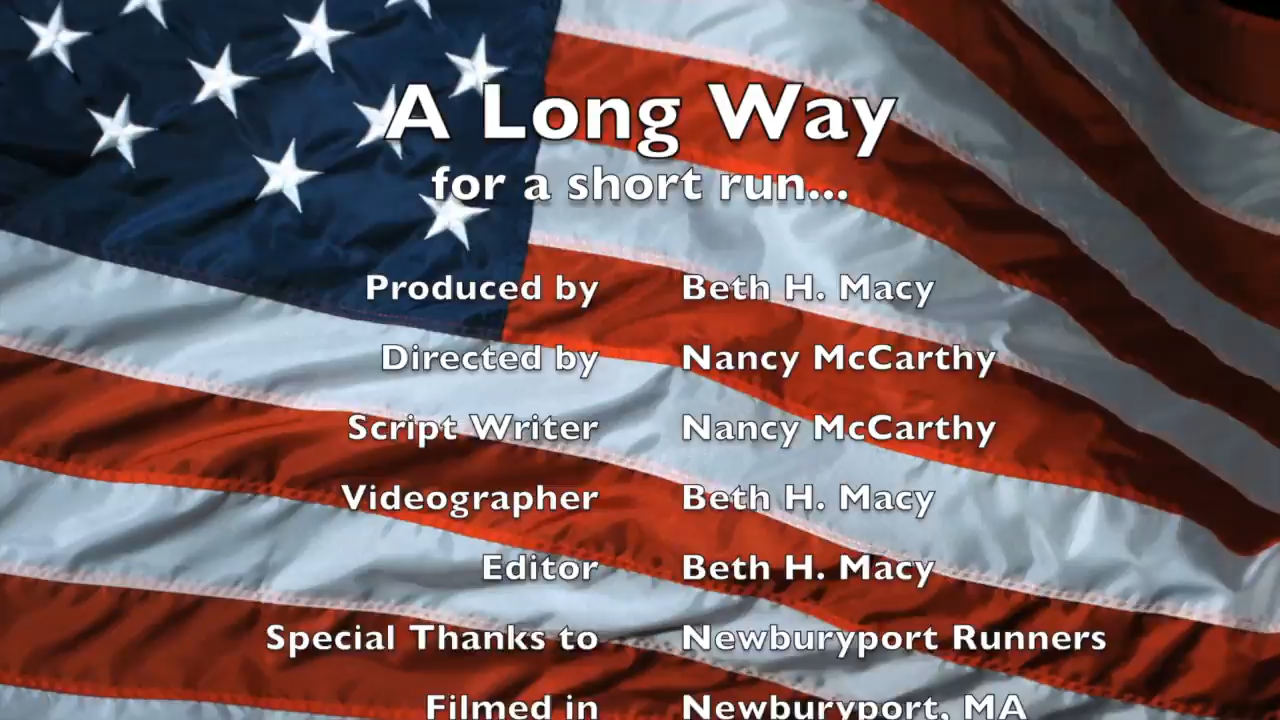 A Long Way
for a short run...
Produced by Beth H. Macy
Directed by Nancy McCarthy
Script Writer Nancy McCarthy
Videographer Beth H. Macy
Editor Beth H. Macy
Special Thanks to Newburyport Runners
Filmed in Newburyport, MA